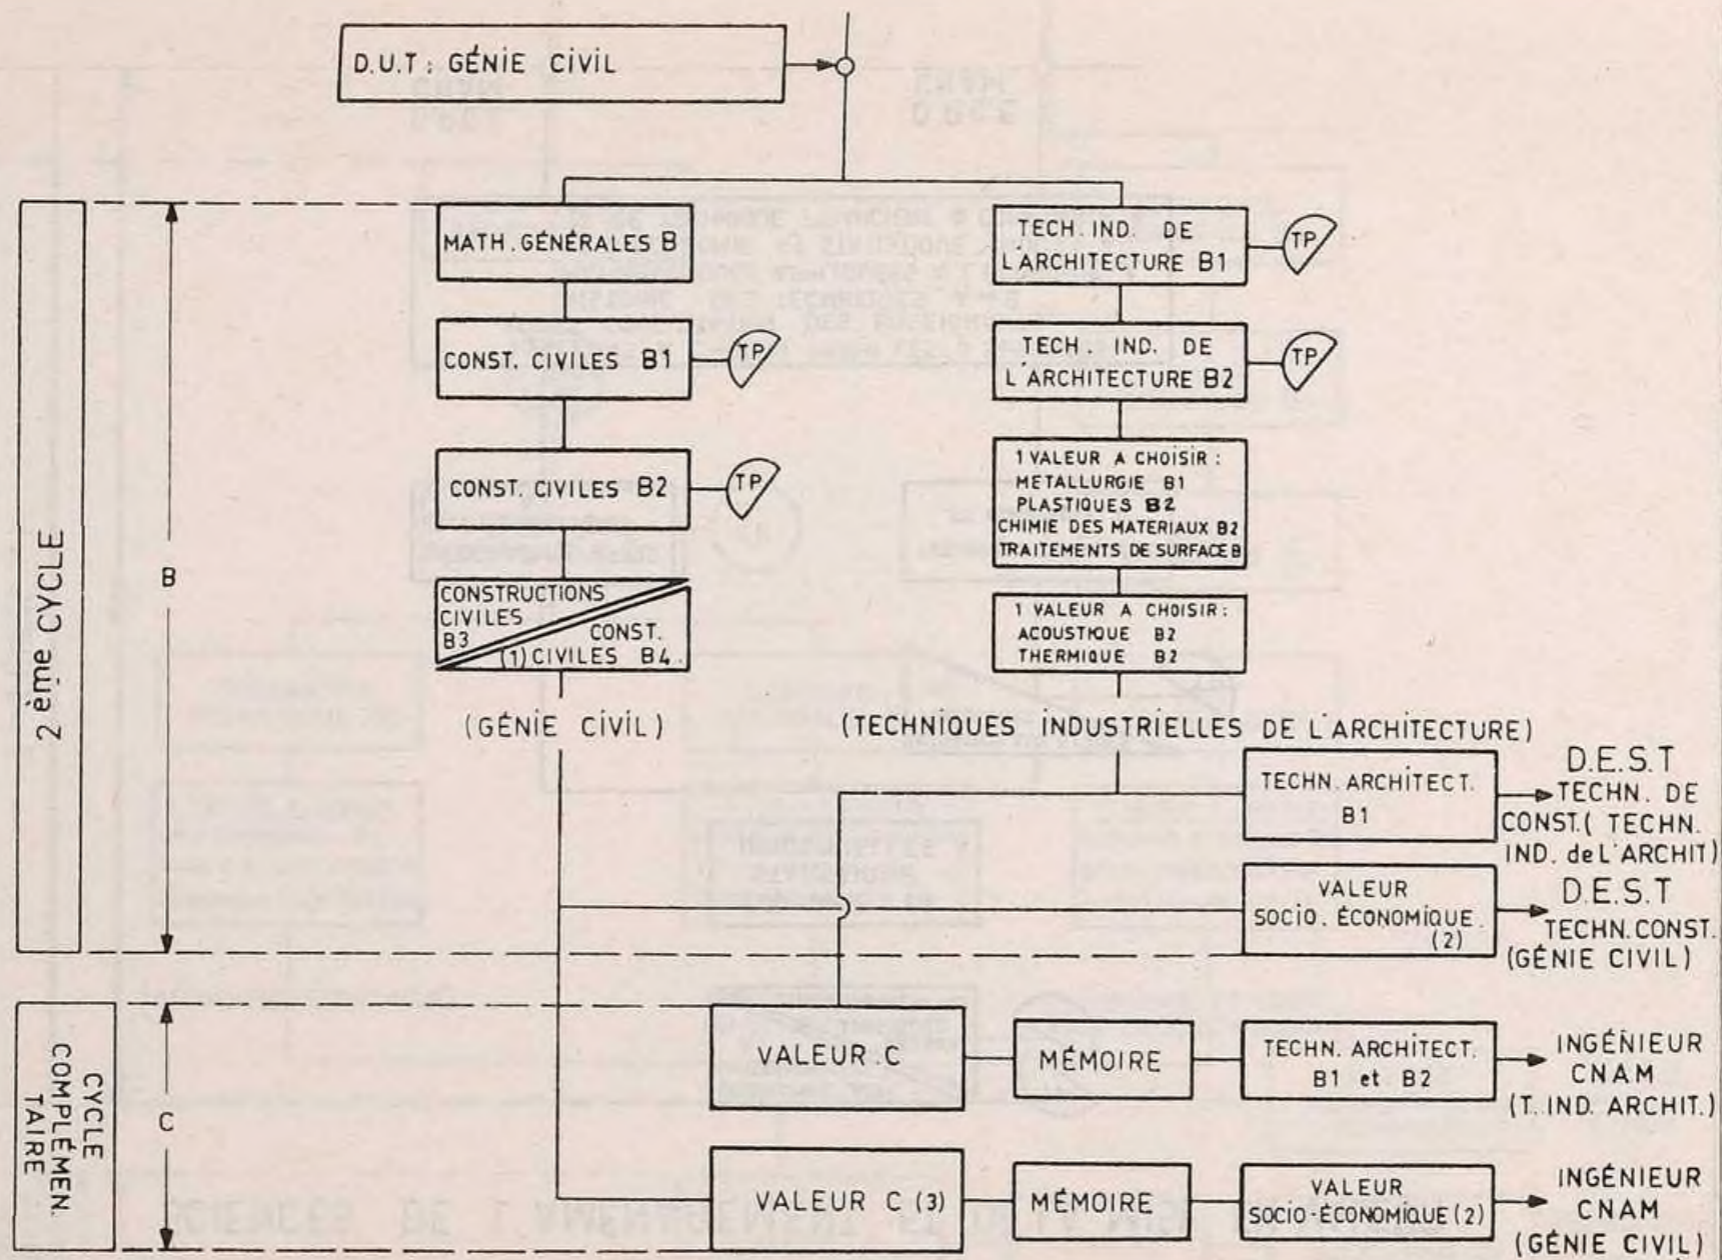 D.U.T: GÉNIE CIVIL
2ème CYCLE
B
MATH. GÉNÉRALES B
CONST. CIVILES B1
TP
CONST. CIVILES B2
TP
CONSTRUCTIONS
CIVILES
B3
CONST.
(1) CIVILES B4.
(GÉNIE CIVIL)
TECH. IND. DE
L'ARCHITECTURE B1
TP
TECH. IND. DE
L'ARCHITECTURE B2
TP
1 VALEUR A CHOISIR :
METALLURGIE B1
PLASTIQUES B2
CHIMIE DES MATERIAUX B2
TRAITEMENTS DE SURFACE B
1 VALEUR A CHOISIR :
ACOUSTIQUE B2
THERMIQUE B2
(TECHNIQUES INDUSTRIELLES DE L'ARCHITECTURE)
TECHN. ARCHITECT.
B1
D.E.S.T
TECHN. DE
CONST. ( TECHN.
IND. de L'ARCHIT)
VALEUR
SOCIO. ÉCONOMIQUE.
(2)
D.E.S.T
TECHN. CONST.
(GÉNIE CIVIL)
CYCLE
COMPLÉMEN.
TAIRE
C
VALEUR .C
MÉMOIRE
TECHN. ARCHITECT.
B1 et B2
INGÉNIEUR
CNAM
(T. IND. ARCHIT.)
VALEUR C (3)
MÉMOIRE
VALEUR
SOCIO-ÉCONOMIQUE (2)
INGÉNIEUR
CNAM
(GÉNIE CIVIL)